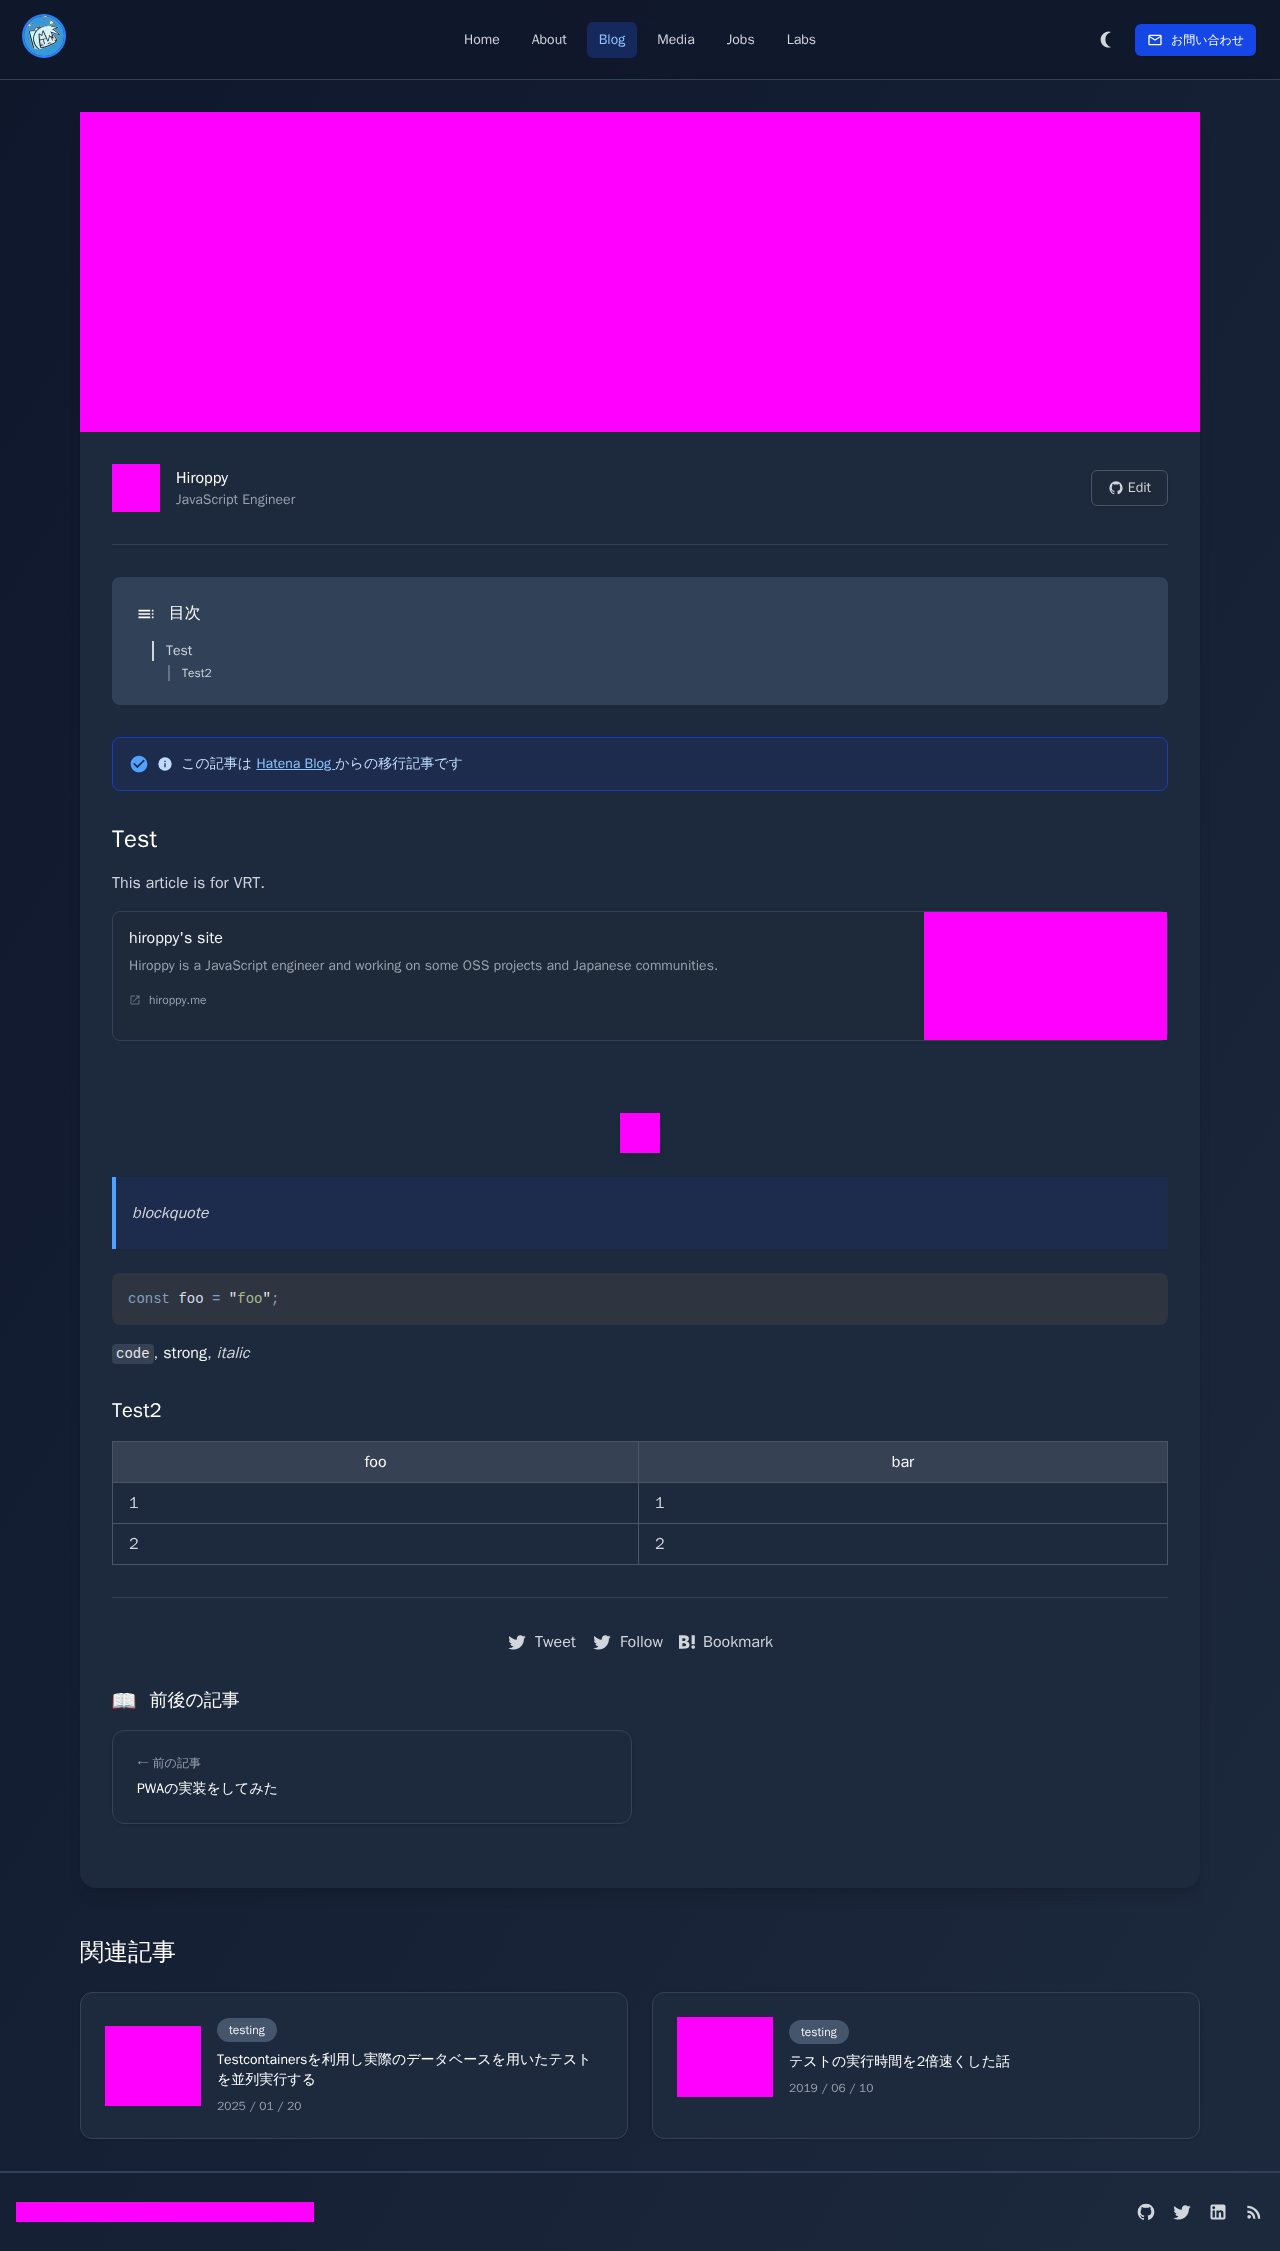 Home
About
Blog
Media
Jobs
Labs
お問い合わせ
Hiroppy
JavaScript Engineer
Edit
目次
Test
Test2
この記事は Hatena Blog からの移行記事です
Test
This article is for VRT.
hiroppy's site
Hiroppy is a JavaScript engineer and working on some OSS projects and Japanese communities.
hiroppy.me
blockquote
const foo = "foo";
code, strong, italic
Test2
foo
bar
1
1
2
2
Tweet
Follow
B! Bookmark
前後の記事
← 前の記事
PWAの実装をしてみた
関連記事
testing
Testcontainersを利用し実際のデータベースを用いたテスト
を並列実行する
2025 / 01 / 20
testing
テストの実行時間を2倍速くした話
2019 / 06 / 10